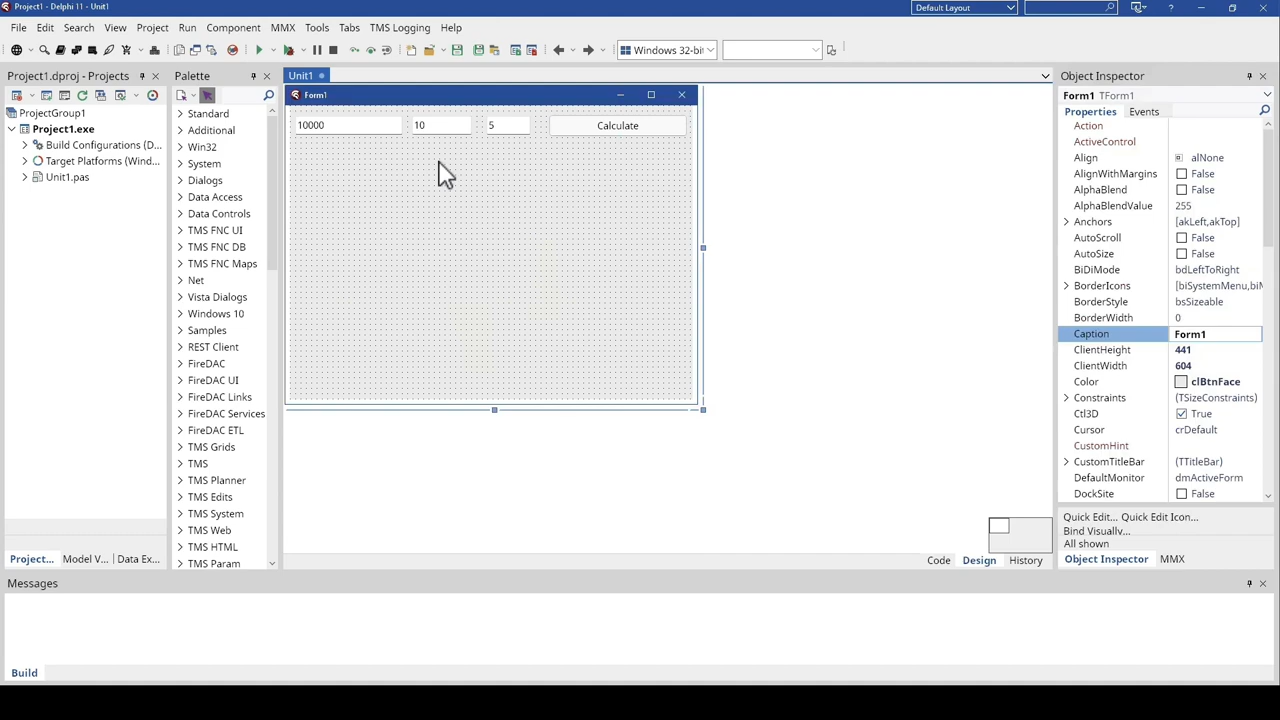 Project1 - Delphi 11 - Unit1
Default Layout
File Edit Search View Project Run Component MMX Tools Tabs TMS Logging Help
Windows 32-bit
Project1.dproj - Projects
ProjectGroup1
Project1.exe
Build Configurations (D...
Target Platforms (Wind...
Unit1.pas
Project... Model V... Data Ex...
Palette
Standard
Additional
Win32
System
Dialogs
Data Access
Data Controls
TMS FNC UI
TMS FNC DB
TMS FNC Maps
Net
Vista Dialogs
Windows 10
Samples
REST Client
FireDAC
FireDAC UI
FireDAC Links
FireDAC Services
FireDAC ETL
TMS Grids
TMS
TMS Planner
TMS Edits
TMS System
TMS Web
TMS HTML
TMS Param
Unit1
Form1
10000 10 5 Calculate
Code Design History
Object Inspector
Form1 TForm1
Properties Events
Action
ActiveControl
Align alNone
AlignWithMargins False
AlphaBlend False
AlphaBlendValue 255
Anchors [akLeft,akTop]
AutoScroll False
AutoSize False
BiDiMode bdLeftToRight
BorderIcons [biSystemMenu,biM
BorderStyle bsSizeable
BorderWidth 0
Caption Form1
ClientHeight 441
ClientWidth 604
Color clBtnFace
Constraints (TSizeConstraints)
Ctl3D True
Cursor crDefault
CustomHint
CustomTitleBar (TTitleBar)
DefaultMonitor dmActiveForm
DockSite False
Quick Edit... Quick Edit Icon...
Bind Visually...
All shown
Object Inspector MMX
Messages
Build